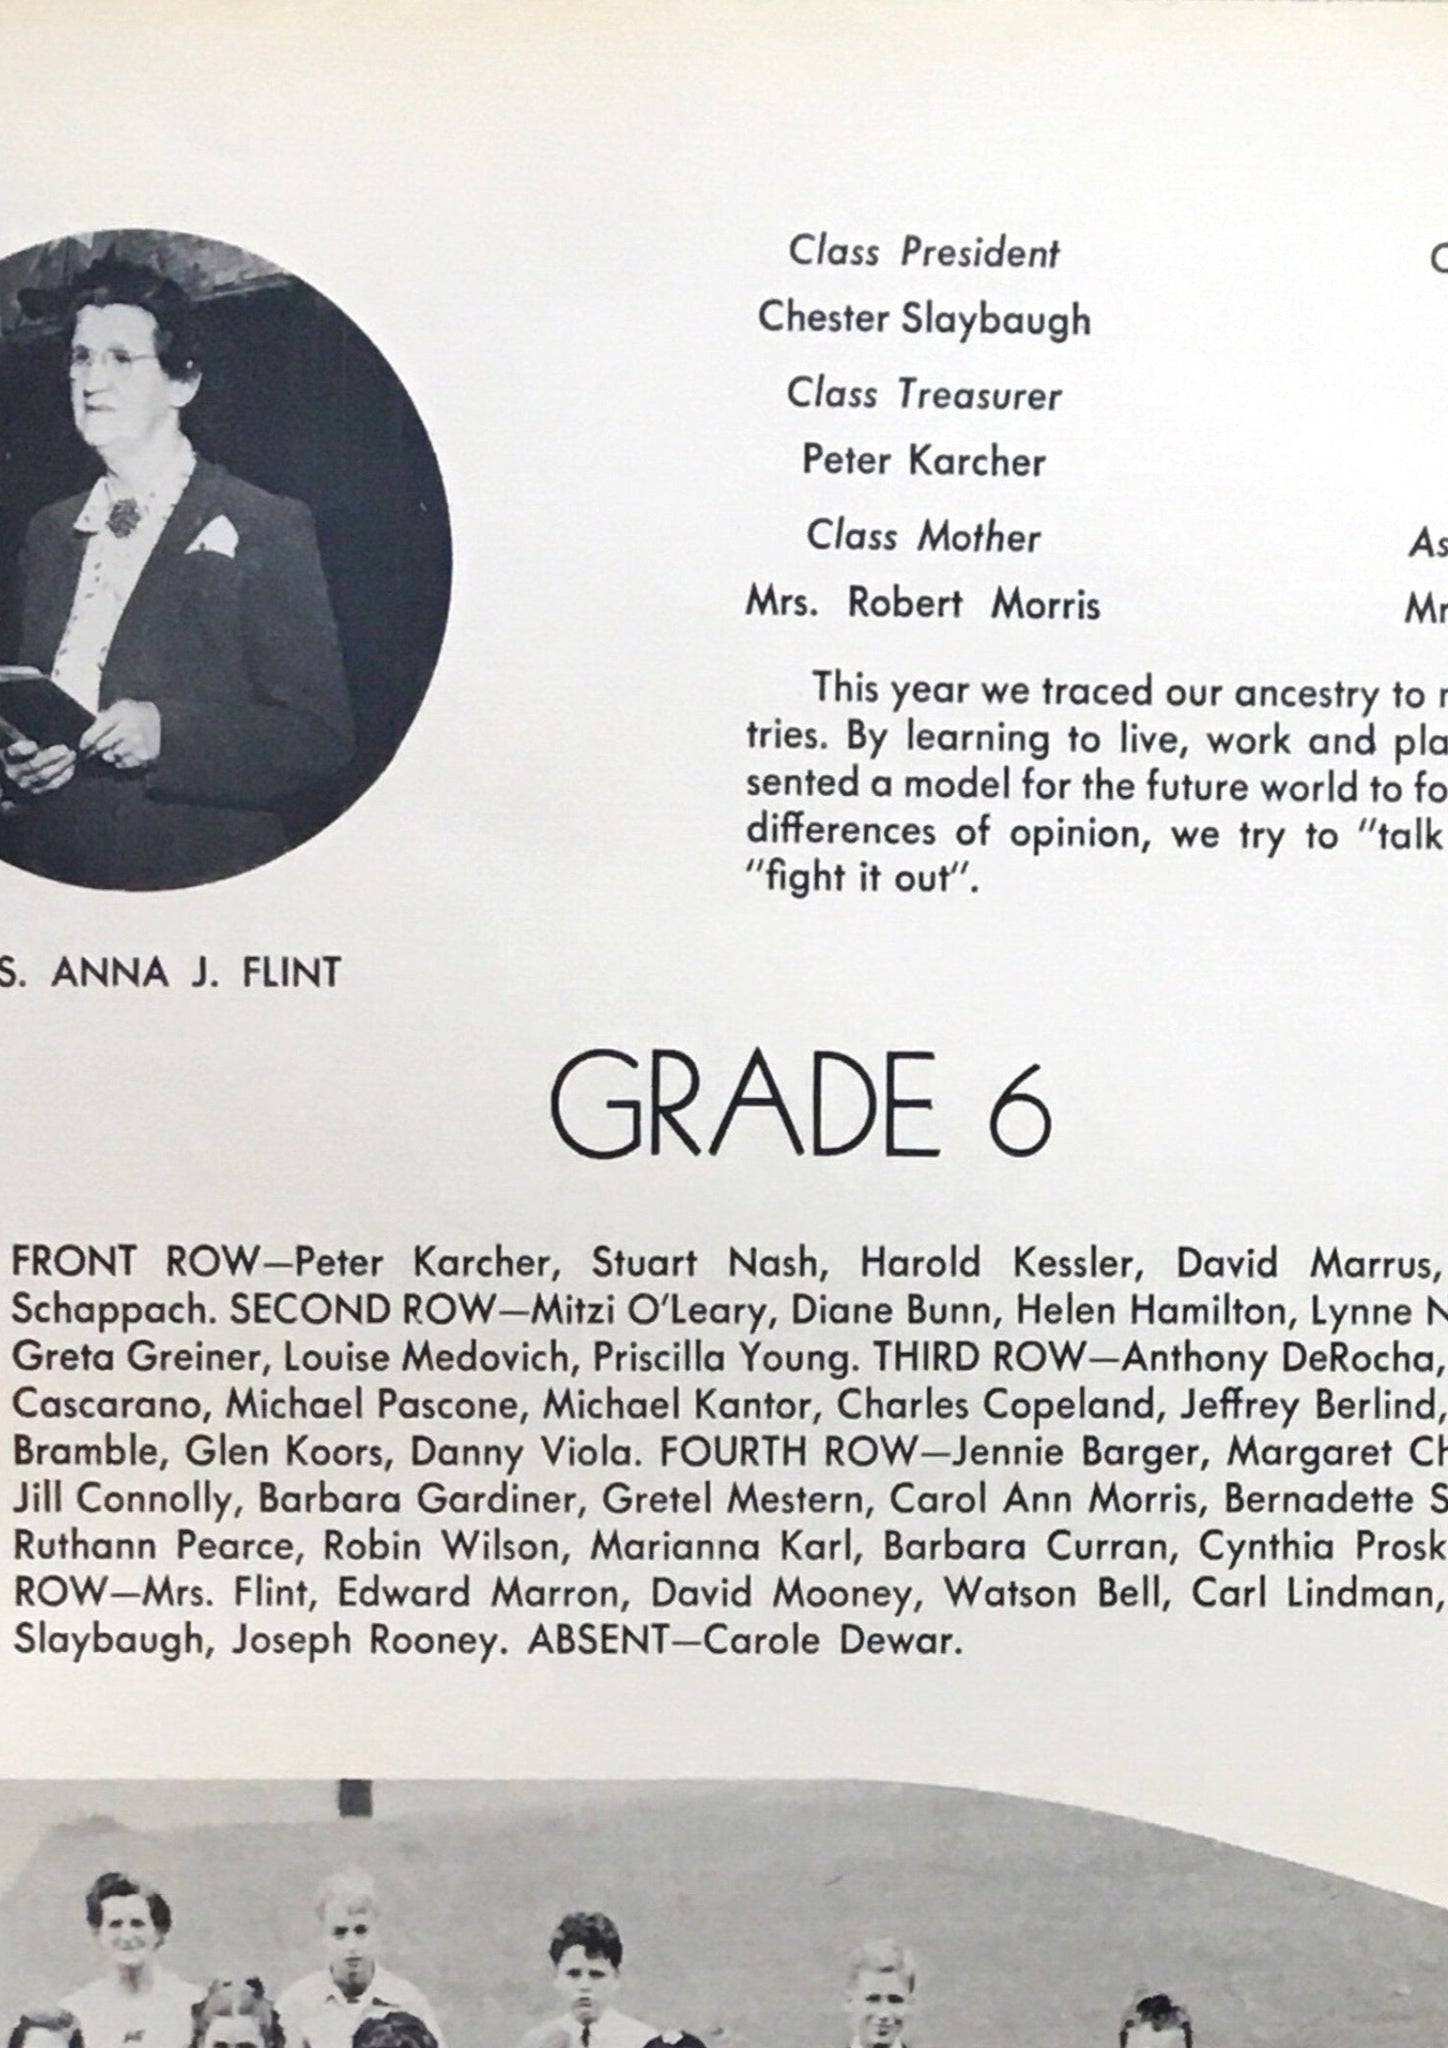 Class President
Chester Slaybaugh
Class Treasurer
Peter Karcher
Class Mother
Mrs. Robert Morris
This year we traced our ancestry to
tries. By learning to live, work and
sented a model for the future world to
differences of opinion, we try to "talk
"fight it out".
ANNA J. FLINT
GRADE 6
FRONT ROW—Peter Karcher, Stuart Nash, Harold Kessler, David Marrus,
Schappach. SECOND ROW—Mitzi O'Leary, Diane Bunn, Helen Hamilton, Lynne
Greta Greiner, Louise Medovich, Priscilla Young. THIRD ROW—Anthony DeRocha,
Cascarano, Michael Pascone, Michael Kantor, Charles Copeland, Jeffrey Berlind,
Bramble, Glen Koors, Danny Viola. FOURTH ROW—Jennie Barger, Margaret
Jill Connolly, Barbara Gardiner, Gretel Mestern, Carol Ann Morris, Bernadette
Ruthann Pearce, Robin Wilson, Marianna Karl, Barbara Curran, Cynthia
ROW—Mrs. Flint, Edward Marron, David Mooney, Watson Bell, Carl Lindman,
Slaybaugh, Joseph Rooney. ABSENT—Carole Dewar.